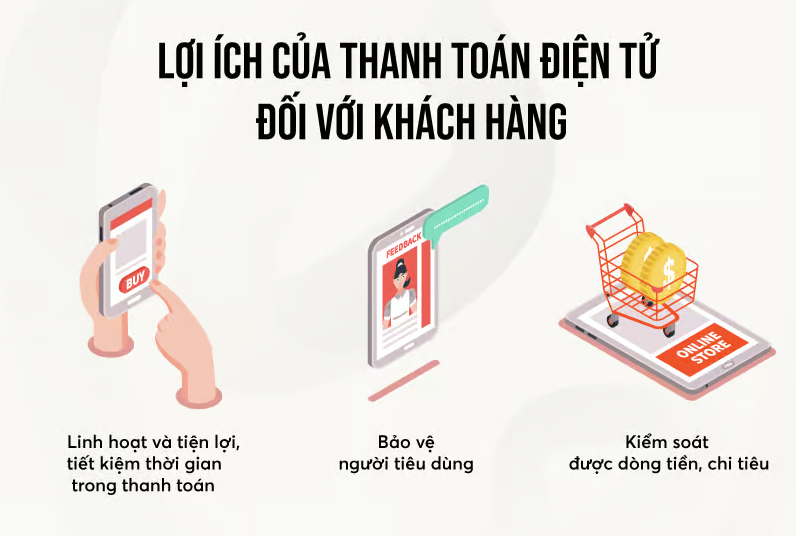 LỢI ÍCH CỦA THANH TOÁN ĐIỆN TỬ
ĐỐI VỚI KHÁCH HÀNG
BUY
FEEDBACK
$
ONLINE
STORE
Linh hoạt và tiện lợi,
tiết kiệm thời gian
trong thanh toán
Bảo vệ
người tiêu dùng
Kiểm soát
được dòng tiền, chi tiêu